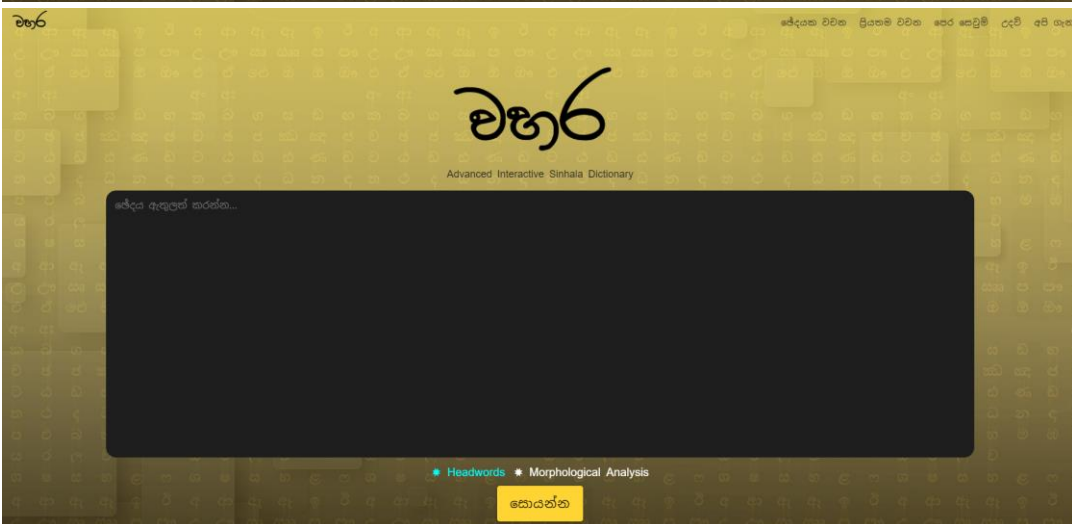 වහර
ඡේදයක වචන ප්‍රියතම වචන පෙර සෙවුම් උදව් අපි ගැන
වහර
Advanced Interactive Sinhala Dictionary
ඡේදය ඇතුලත් කරන්න...
Headwords Morphological Analysis
සොයන්න